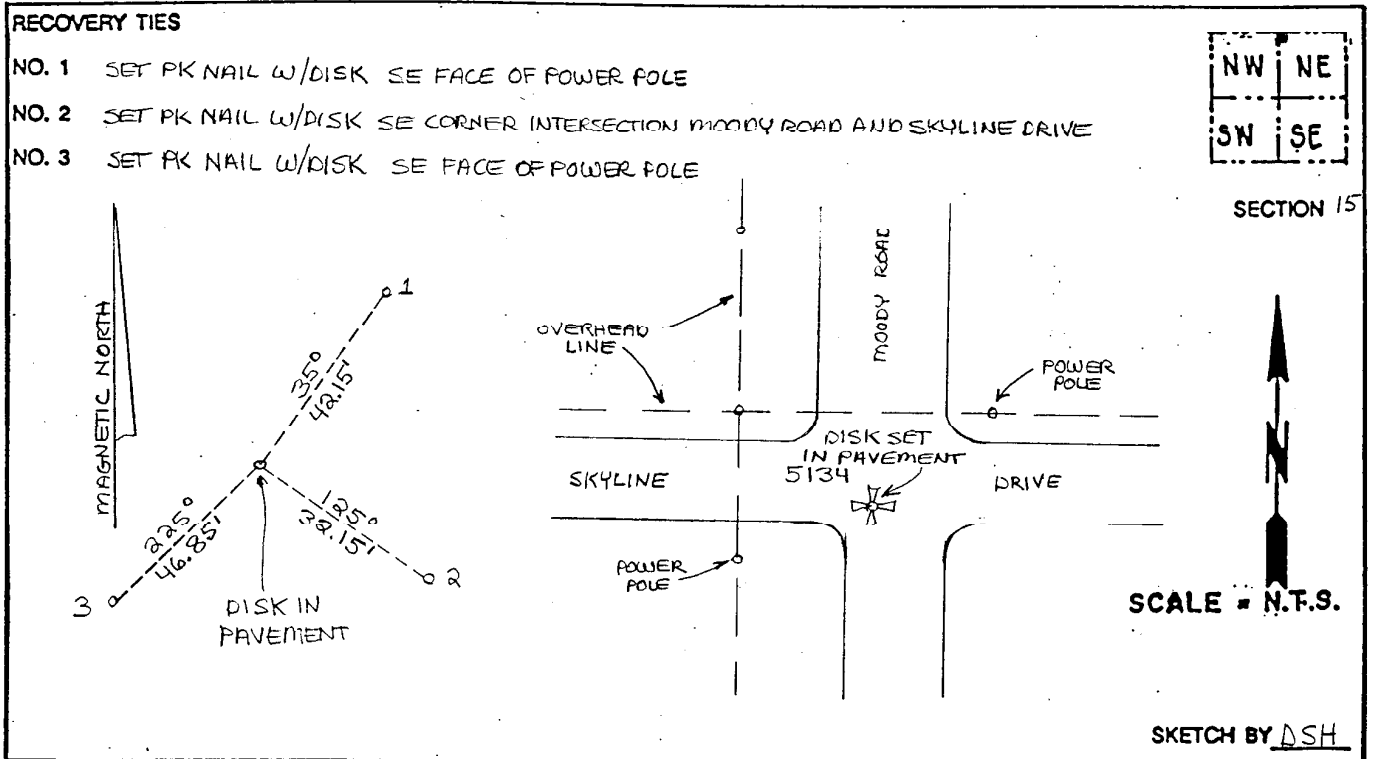 RECOVERY TIES
NO. 1 SET PK NAIL W/DISK SE FACE OF POWER POLE
NO. 2 SET PK NAIL W/DISK SE CORNER INTERSECTION MOODY ROAD AND SKYLINE DRIVE
NO. 3 SET PK NAIL W/DISK SE FACE OF POWER POLE
NW NE
SW SE
SECTION 15
MAGNETIC NORTH
1
35°
42.15'
225°
46.85'
125°
32.15'
2
3
DISK IN
PAVEMENT
OVERHEAD
LINE
MOODY ROAD
POWER
POLE
DISK SET
IN PAVEMENT
5134
SKYLINE
DRIVE
POWER
POLE
N
SCALE = N.T.S.
SKETCH BY DSH